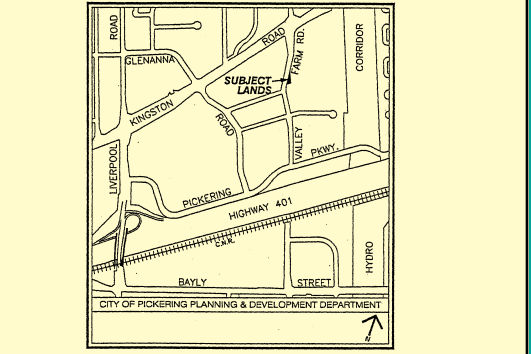 ROAD
GLENANNA
KINGSTON
ROAD
FARM RD.
CORRIDOR
SUBJECT
LANDS
ROAD
LIVERPOOL
VALLEY
PICKERING
PKWY.
HIGHWAY 401
C.N.R.
BAYLY
STREET
HYDRO
CITY OF PICKERING PLANNING & DEVELOPMENT DEPARTMENT
N